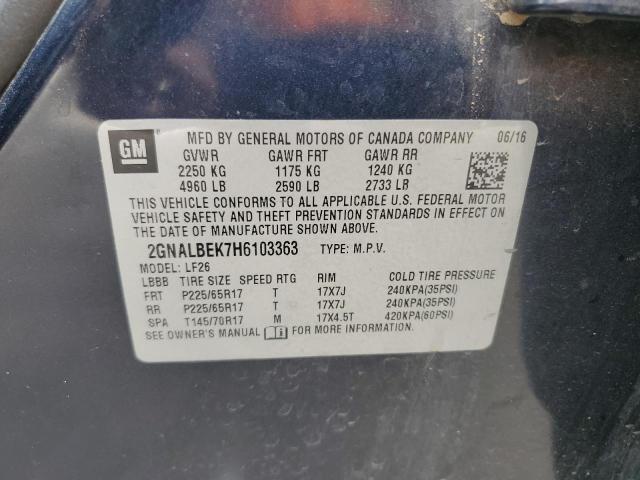 GM MFD BY GENERAL MOTORS OF CANADA COMPANY 06/16
GVWR GAWR FRT GAWR RR
2250 KG 1175 KG 1240 KG
4960 LB 2590 LB 2733 LB
THIS VEHICLE CONFORMS TO ALL APPLICABLE U.S. FEDERAL MOTOR
VEHICLE SAFETY AND THEFT PREVENTION STANDARDS IN EFFECT ON
THE DATE OF MANUFACTURE SHOWN ABOVE.
2GNALBEK7H6103363 TYPE: M.P.V.
MODEL: LF26
LBBB TIRE SIZE SPEED RTG RIM COLD TIRE PRESSURE
FRT P225/65R17 T 17X7J 240KPA(35PSI)
RR P225/65R17 T 17X7J 240KPA(35PSI)
SPA T145/70R17 M 17X4.5T 420KPA(60PSI)
SEE OWNER'S MANUAL FOR MORE INFORMATION.